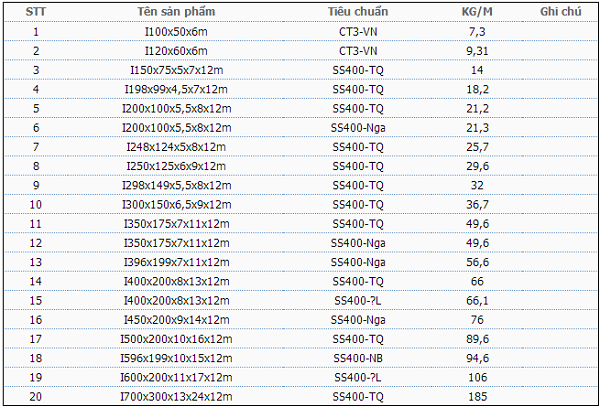 STT Tên sản phẩm Tiêu chuẩn KG/M Ghi chú
1 I100x50x6m CT3-VN 7,3
2 I120x60x6m CT3-VN 9,31
3 I150x75x5x7x12m SS400-TQ 14
4 I198x99x4,5x7x12m SS400-TQ 18,2
5 I200x100x5,5x8x12m SS400-TQ 21,2
6 I200x100x5,5x8x12m SS400-Nga 21,3
7 I248x124x5x8x12m SS400-TQ 25,7
8 I250x125x6x9x12m SS400-TQ 29,6
9 I298x149x5,5x8x12m SS400-TQ 32
10 I300x150x6,5x9x12m SS400-TQ 36,7
11 I350x175x7x11x12m SS400-TQ 49,6
12 I350x175x7x11x12m SS400-Nga 49,6
13 I396x199x7x11x12m SS400-Nga 56,6
14 I400x200x8x13x12m SS400-TQ 66
15 I400x200x8x13x12m SS400-?L 66,1
16 I450x200x9x14x12m SS400-Nga 76
17 I500x200x10x16x12m SS400-TQ 89,6
18 I596x199x10x15x12m SS400-NB 94,6
19 I600x200x11x17x12m SS400-?L 106
20 I700x300x13x24x12m SS400-TQ 185